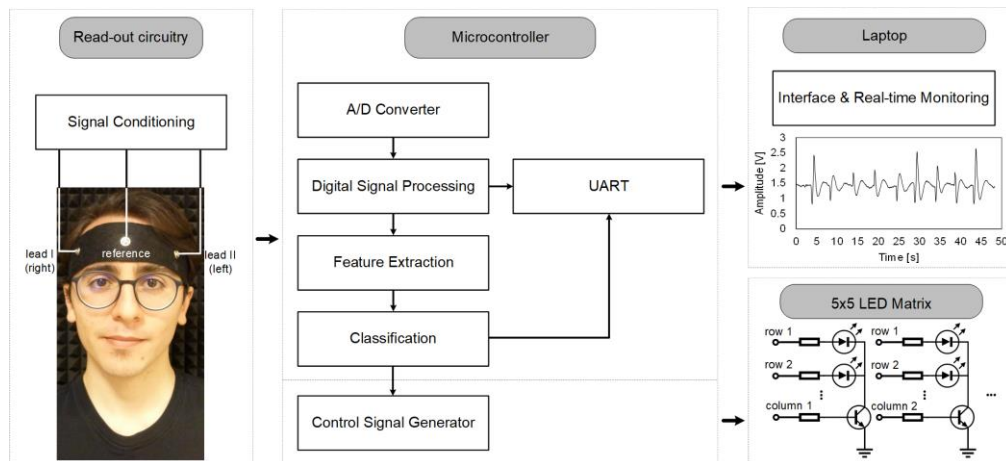 Read-out circuitry
Signal Conditioning
lead I
(right)
reference
lead II
(left)
Microcontroller
A/D Converter
Digital Signal Processing
UART
Feature Extraction
Classification
Control Signal Generator
Laptop
Interface & Real-time Monitoring
Amplitude [V]
3
2.5
2
1.5
1
0.5
0
0 5 10 15 20 25 30 35 40 45 50
Time [s]
5x5 LED Matrix
row 1 row 1
row 2 row 2
... ... ...
column 1 column 2